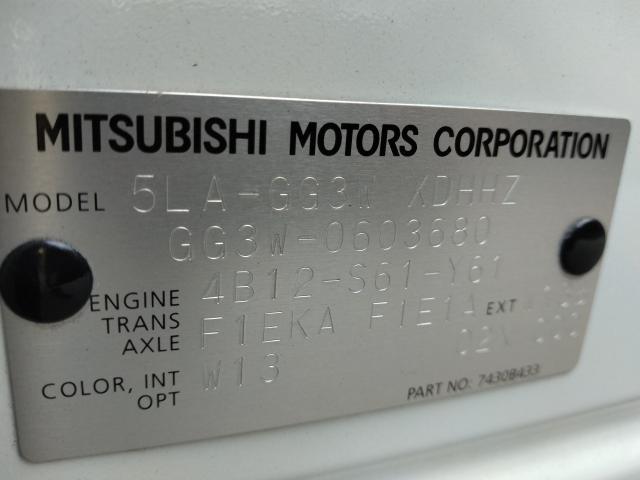 MITSUBISHI MOTORS CORPORATION
MODEL 5LA-GG3W XDHHZ
GG3W-0603680
ENGINE 4B12-S61-Y61
TRANS AXLE F1EKA F1E1A EXT
COLOR, INT OPT W13
PART NO: 7430B433